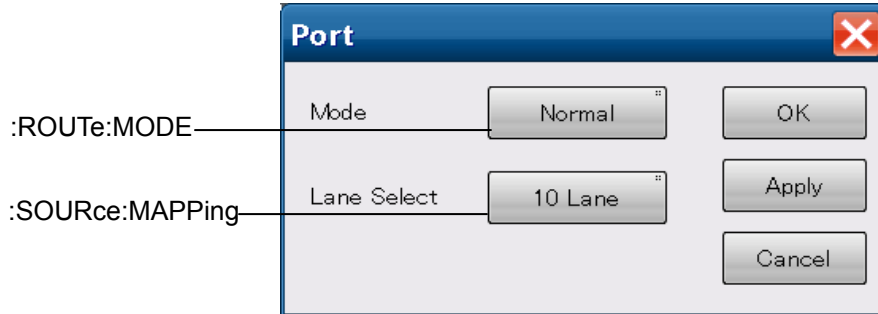 Port
:ROUTe:MODE
Mode
Normal
OK
:SOURce:MAPPing
Lane Select
10 Lane
Apply
Cancel